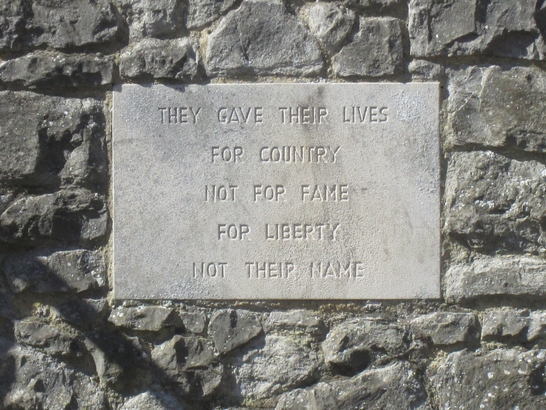 THEY GAVE THEIR LIVES
FOR COUNTRY
NOT FOR FAME
FOR LIBERTY
NOT THEIR NAME